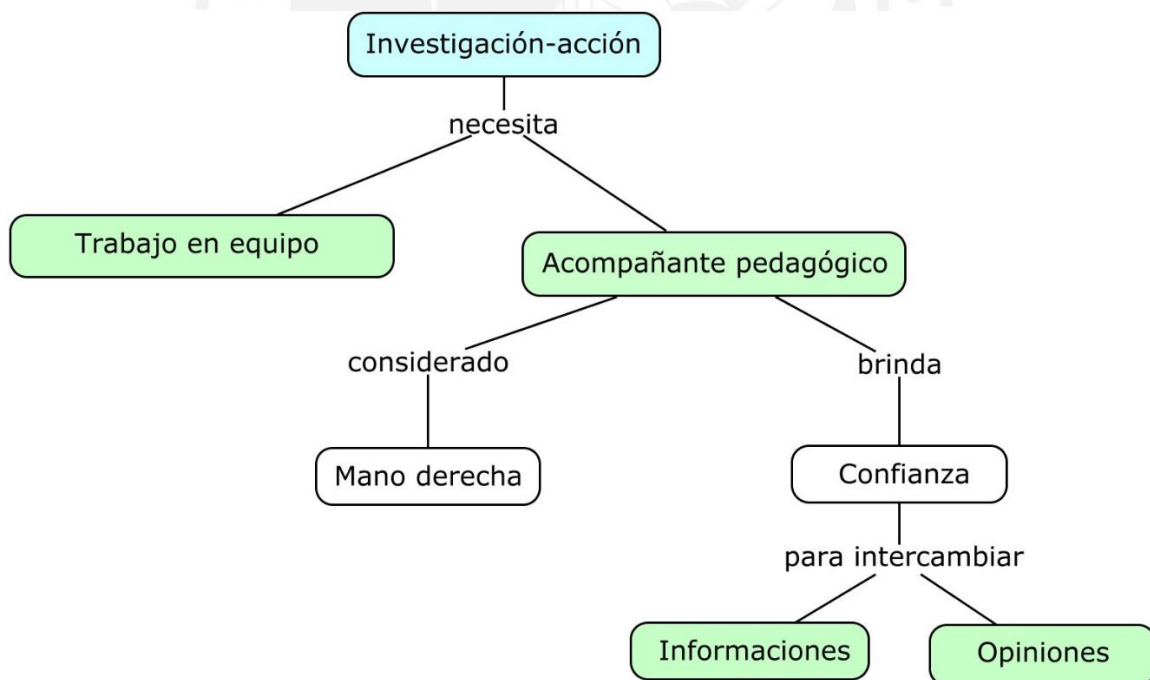 Investigación-acción
necesita
Trabajo en equipo
Acompañante pedagógico
considerado
brinda
Mano derecha
Confianza
para intercambiar
Informaciones
Opiniones